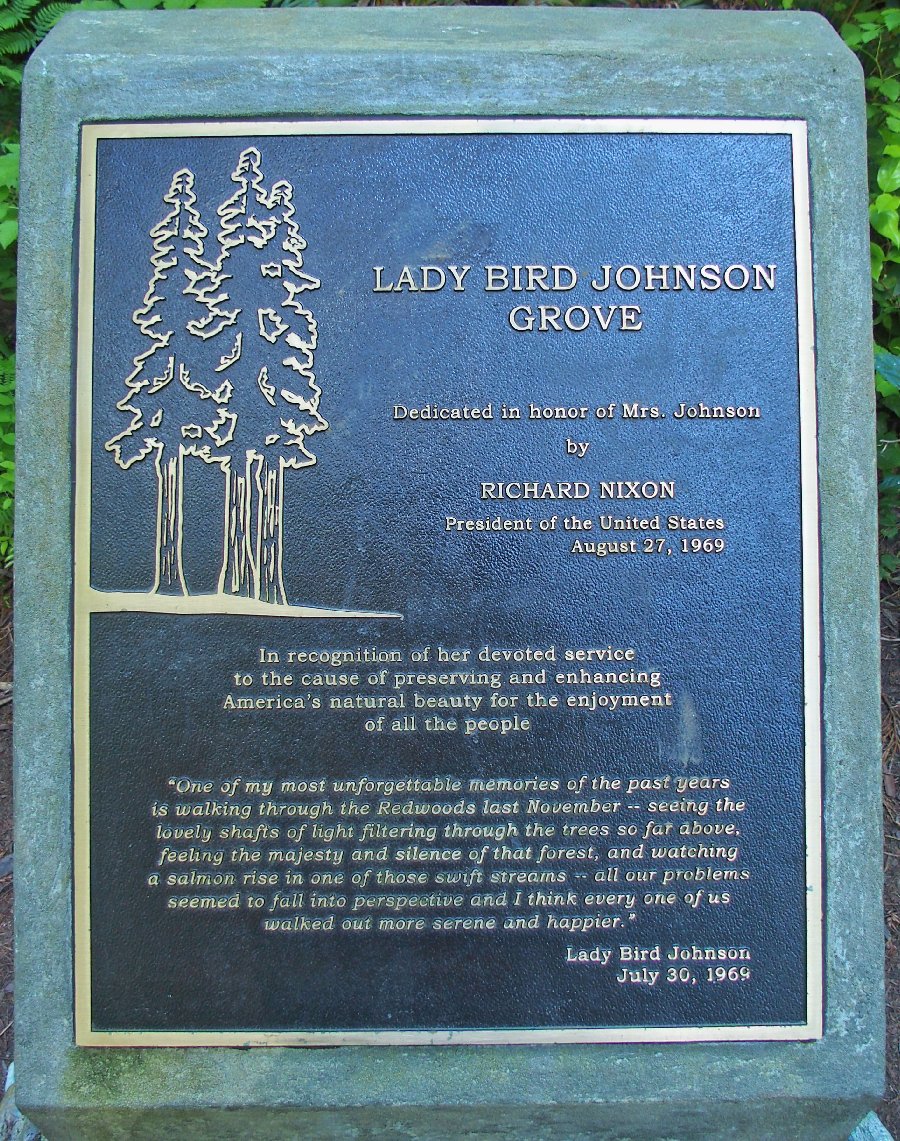 LADY BIRD JOHNSON
GROVE
Dedicated in honor of Mrs. Johnson
by
RICHARD NIXON
President of the United States
August 27, 1969
In recognition of her devoted service
to the cause of preserving and enhancing
America's natural beauty for the enjoyment
of all the people
"One of my most unforgettable memories of the past years
is walking through the Redwoods last November -- seeing the
lovely shafts of light filtering through the trees so far above,
feeling the majesty and silence of that forest, and watching
a salmon rise in one of those swift streams -- all our problems
seemed to fall into perspective and I think every one of us
walked out more serene and happier."
Lady Bird Johnson
July 30, 1969